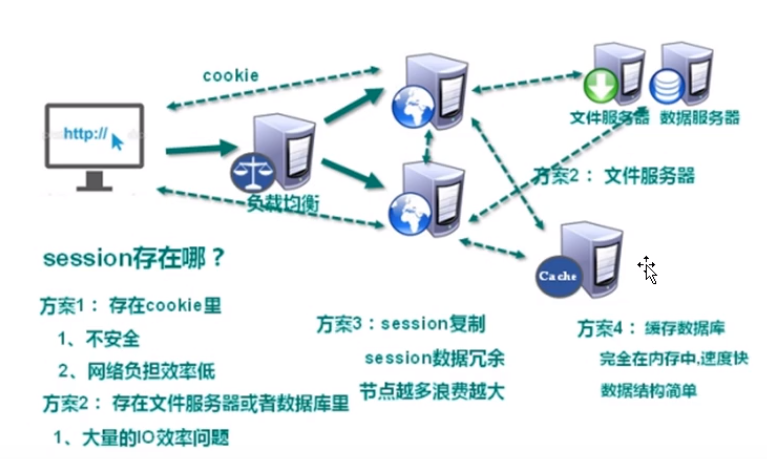 cookie
http://
文件服务器
数据服务器
方案2： 文件服务器
负载均衡
Cache
session存在哪？
方案1： 存在cookie里
1、不安全
2、网络负担效率低
方案2： 存在文件服务器或者数据库里
1、大量的IO效率问题
方案3：session复制
session数据冗余
节点越多浪费越大
方案4： 缓存数据库
完全在内存中,速度快
数据结构简单